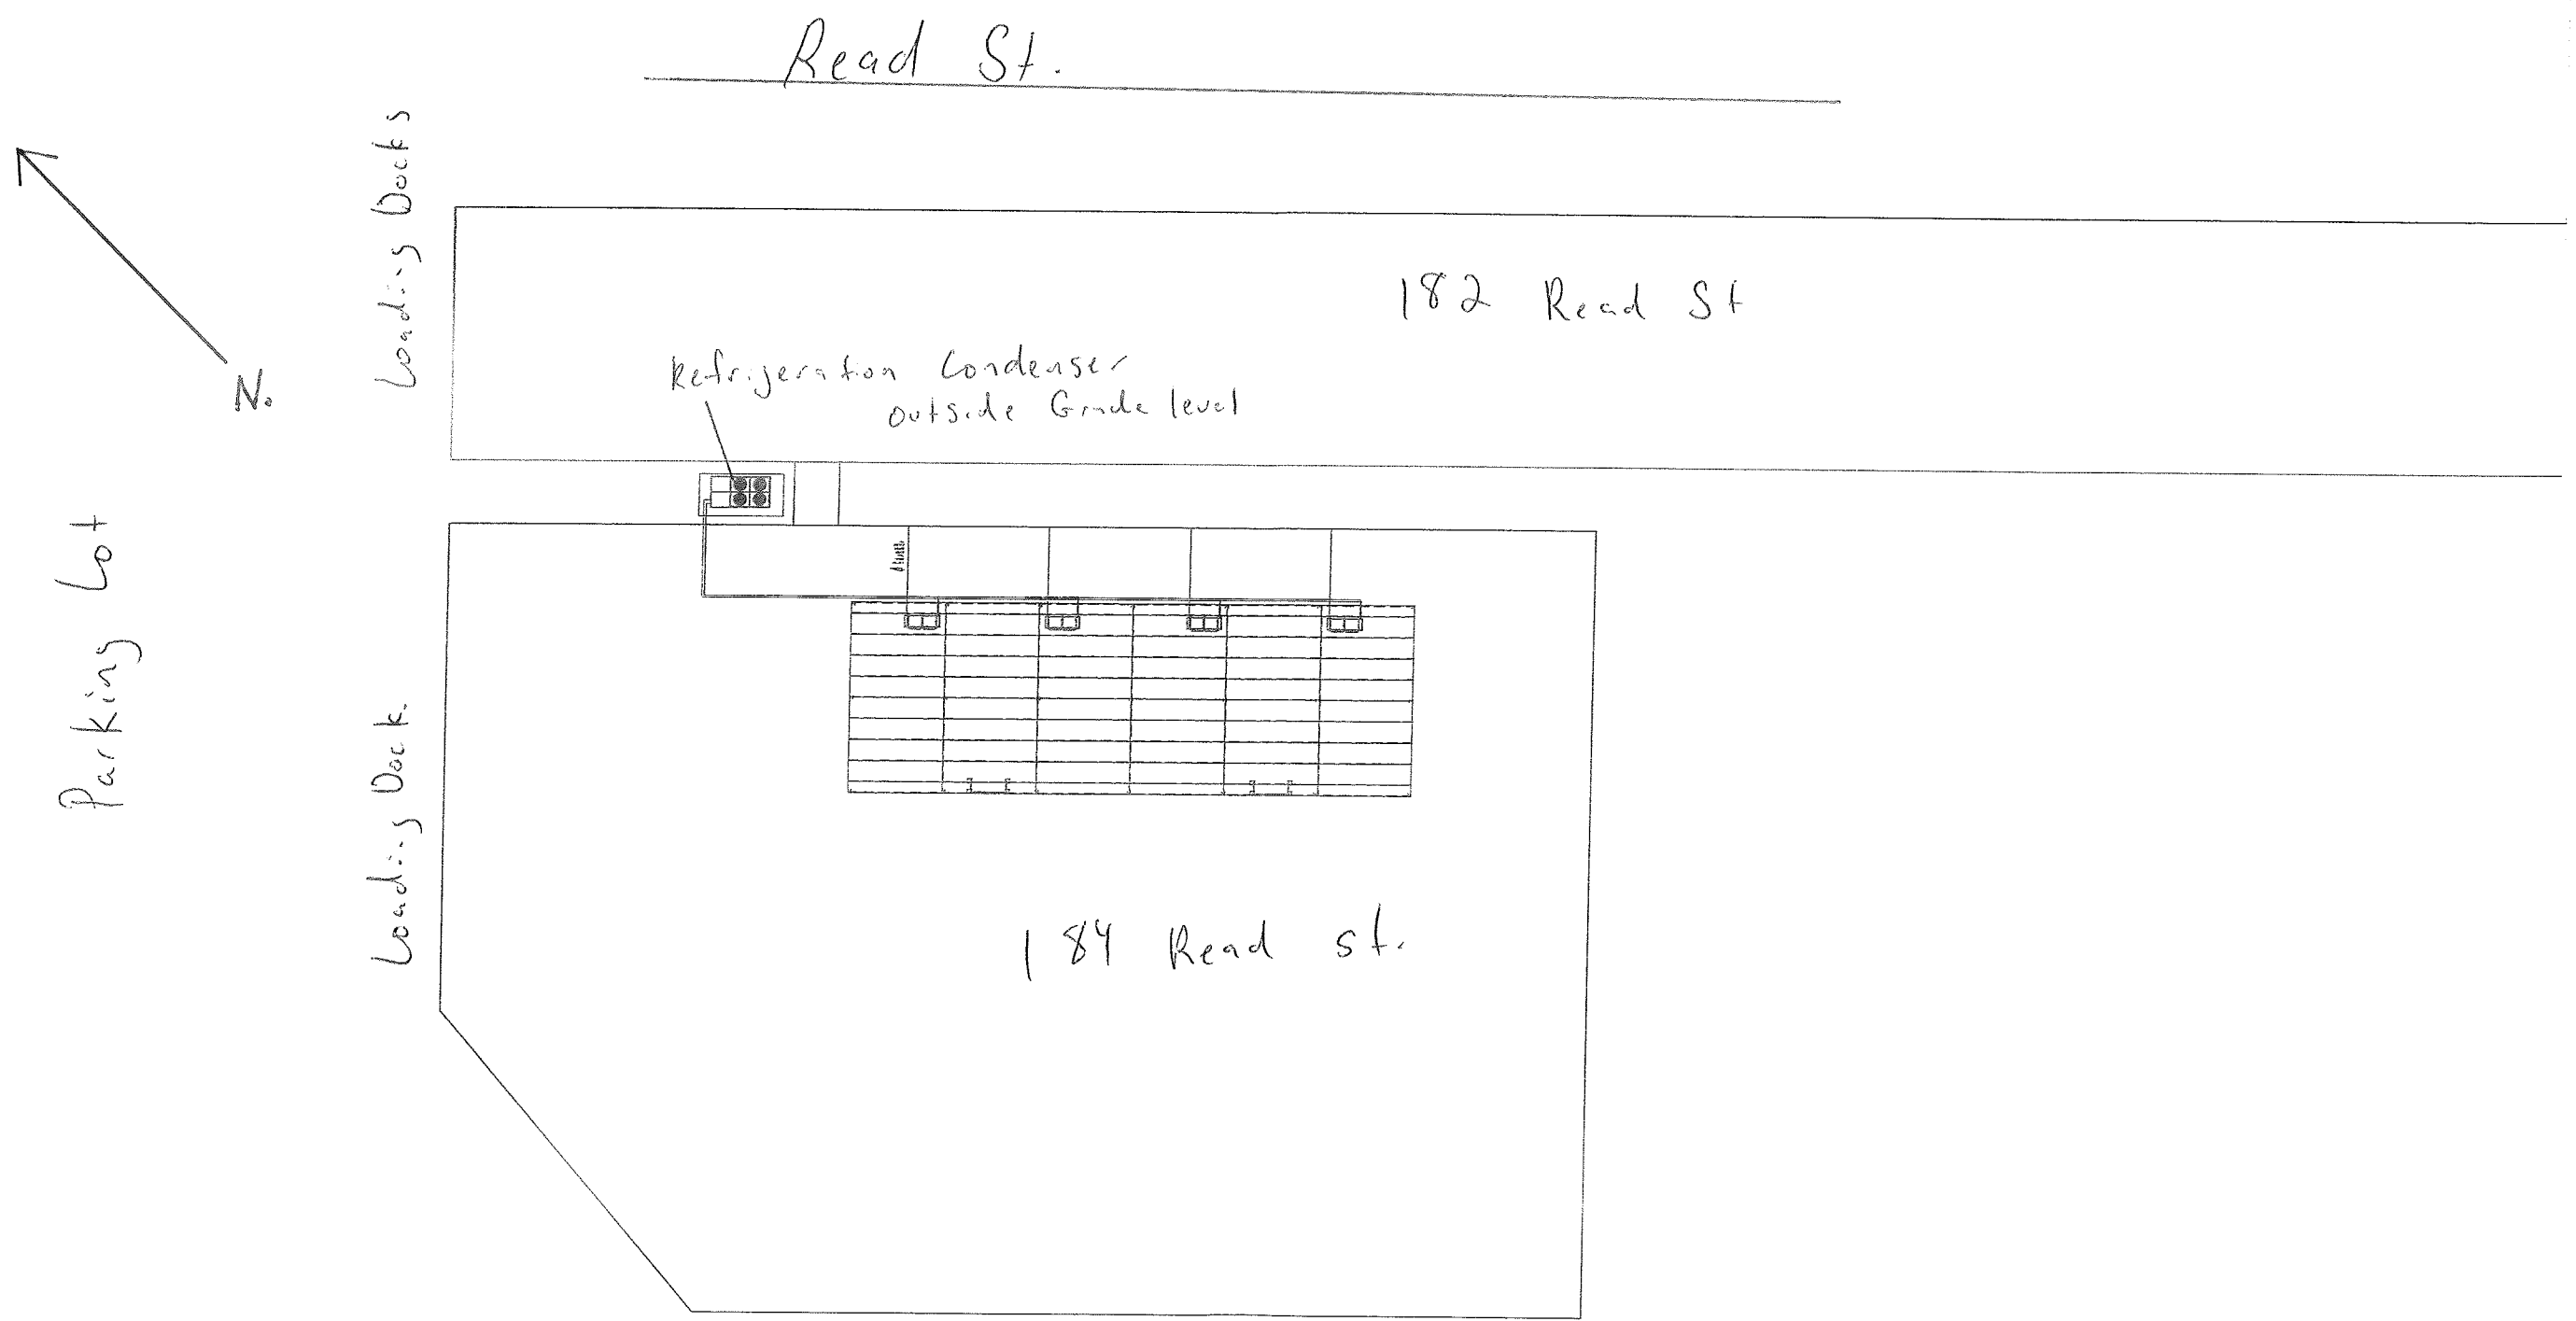 Read St.
Loading Docks
N.
182 Read St
Refrigeration Condenser
outside Grade level
Parking Lot
Loading Dock.
184 Read st.